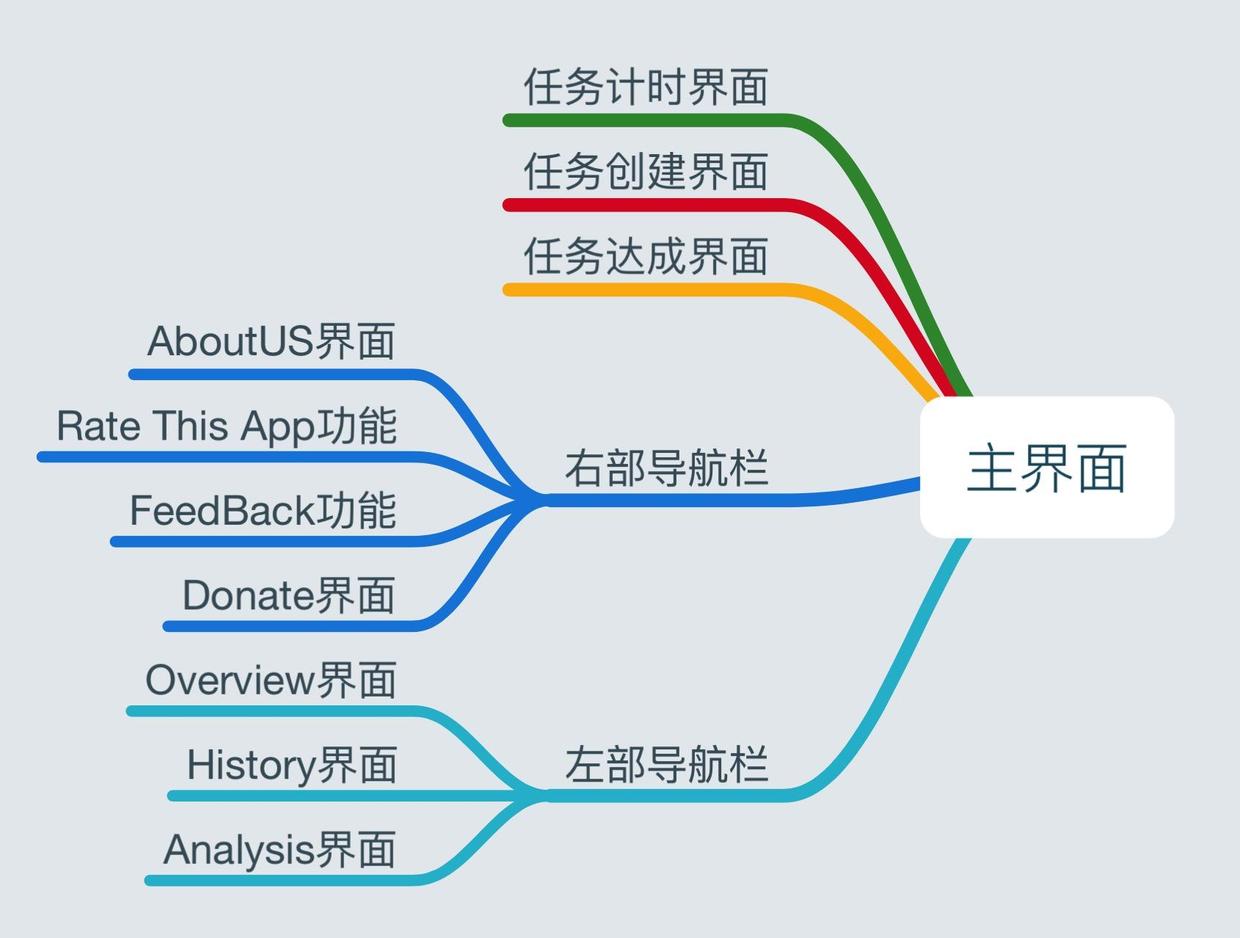 任务计时界面
任务创建界面
任务达成界面
AboutUS界面
Rate This App功能
FeedBack功能
Donate界面
右部导航栏
主界面
Overview界面
History界面
Analysis界面
左部导航栏